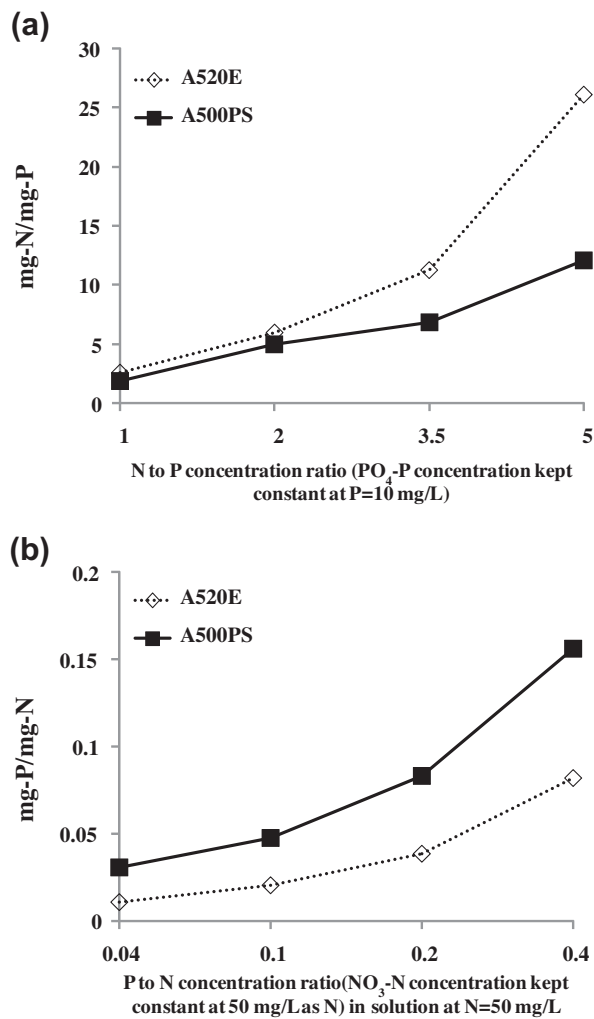 (a)
30
25
20
15
10
5
0
mg-N/mg-P
A520E
A500PS
1 2 3.5 5
N to P concentration ratio (PO4-P concentration kept
constant at P=10 mg/L)
(b)
0.2
0.15
0.1
0.05
0
mg-P/mg-N
A520E
A500PS
0.04 0.1 0.2 0.4
P to N concentration ratio(NO3-N concentration kept
constant at 50 mg/Las N) in solution at N=50 mg/L